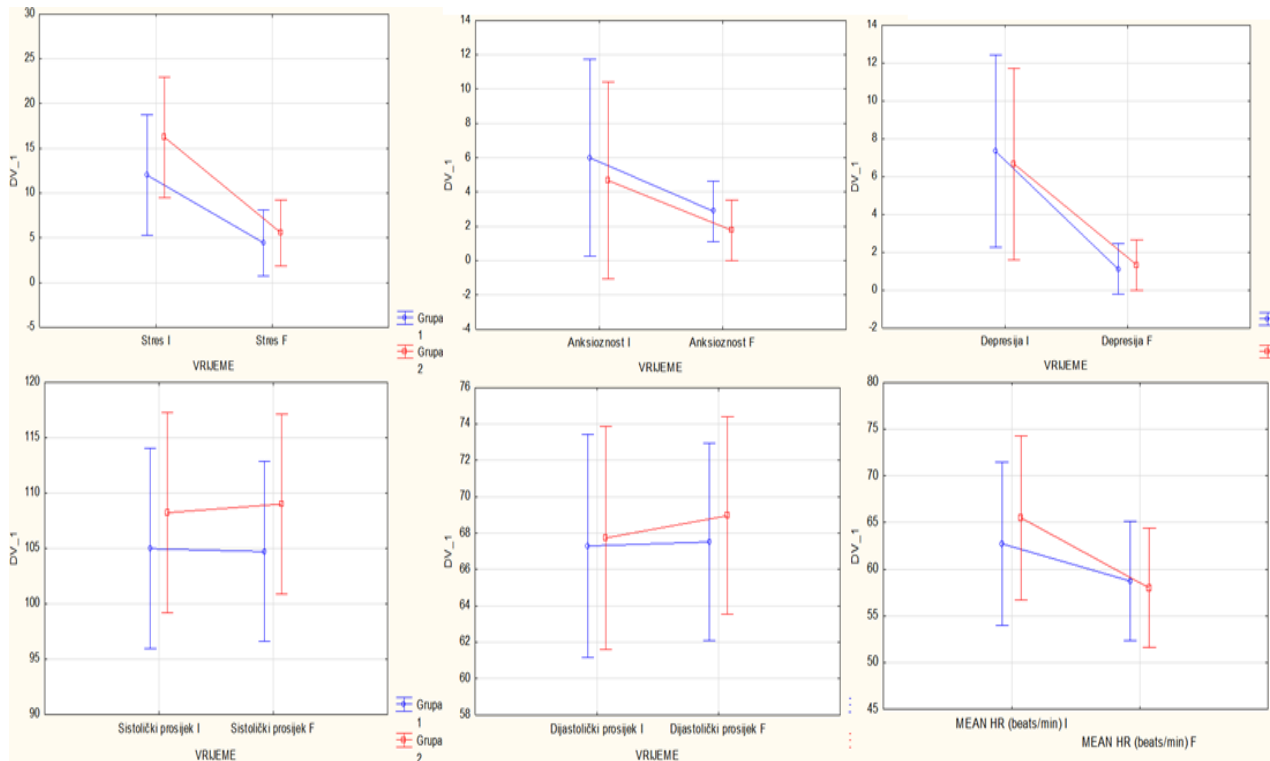 30
25
20
15
10
5
0
-5
DV_1
Stres I
Stres F
VRIJEME
Grupa
1
Grupa
2
14
12
10
8
6
4
2
0
-2
-4
DV_1
Anksioznost I
Anksioznost F
VRIJEME
14
12
10
8
6
4
2
0
-2
DV_1
Depresija I
Depresija F
VRIJEME
120
115
110
105
100
95
90
DV_1
Sistolički prosijek I
Sistolički prosijek F
VRIJEME
Grupa
1
Grupa
2
76
74
72
70
68
66
64
62
60
58
DV_1
Dijastolički prosijek I
Dijastolički prosijek F
VRIJEME
80
75
70
65
60
55
50
45
DV_1
MEAN HR (beats/min) I
MEAN HR (beats/min) F